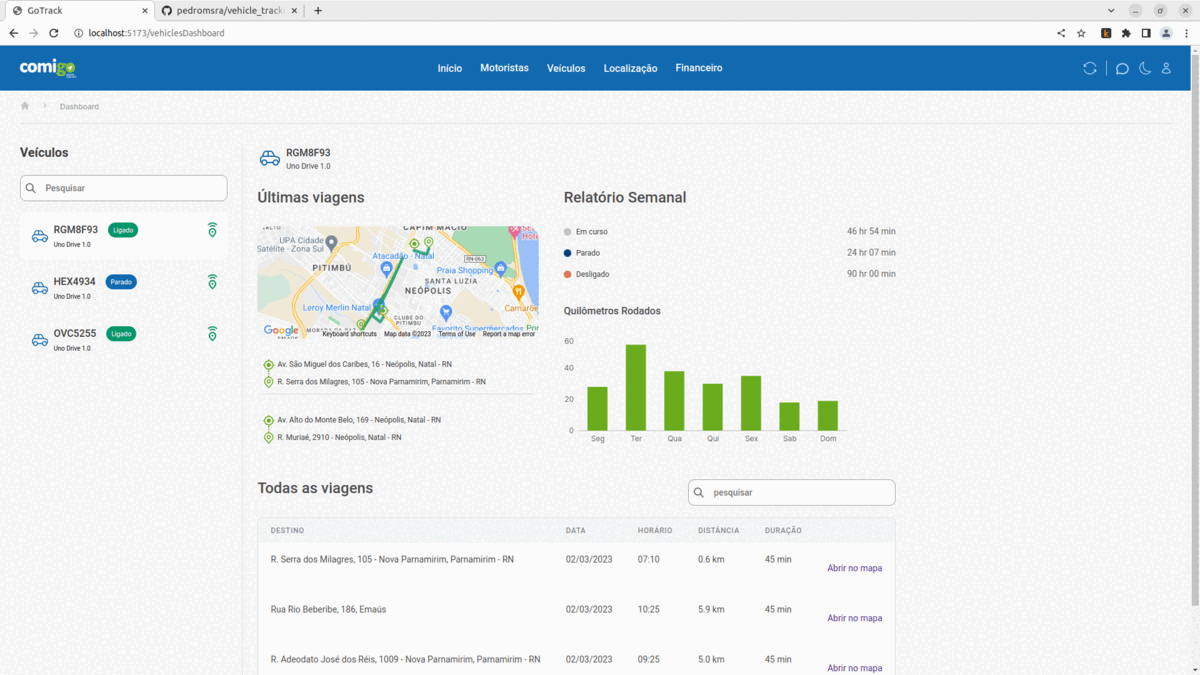 GoTrack
pedromsra/vehicle_track
localhost:5173/vehiclesDashboard
comigo
Início Motoristas Veículos Localização Financeiro
Dashboard
Veículos
Pesquisar
RGM8F93 Ligado
Uno Drive 1.0
HEX4934 Parado
Uno Drive 1.0
OVC5255 Ligado
Uno Drive 1.0
RGM8F93
Uno Drive 1.0
Últimas viagens
CAPIM MACIO
UPA Cidade
Satélite - Zona Sul
Atacadão - Natal
RN-063
PITIMBÚ
Praia Shopping
SANTA LUZIA
NEÓPOLIS
Leroy Merlin Natal
Camarõe
CLUBE DO
PITIMBU
Favorito Supermercados
Google
Keyboard shortcuts Map data ©2023 Terms of Use Report a map error
Av. São Miguel dos Caribes, 16 - Neópolis, Natal - RN
R. Serra dos Milagres, 105 - Nova Parnamirim, Parnamirim - RN
Av. Alto do Monte Belo, 169 - Neópolis, Natal - RN
R. Muriaé, 2910 - Neópolis, Natal - RN
Relatório Semanal
Em curso 46 hr 54 min
Parado 24 hr 07 min
Desligado 90 hr 00 min
Quilômetros Rodados
60
40
20
0
Seg Ter Qua Qui Sex Sab Dom
Todas as viagens
pesquisar
DESTINO DATA HORÁRIO DISTÂNCIA DURAÇÃO
R. Serra dos Milagres, 105 - Nova Parnamirim, Parnamirim - RN 02/03/2023 07:10 0.6 km 45 min
Abrir no mapa
Rua Rio Beberibe, 186, Emaús 02/03/2023 10:25 5.9 km 45 min
Abrir no mapa
R. Adeodato José dos Réis, 1009 - Nova Parnamirim, Parnamirim - RN 02/03/2023 09:25 5.0 km 45 min
Abrir no mapa